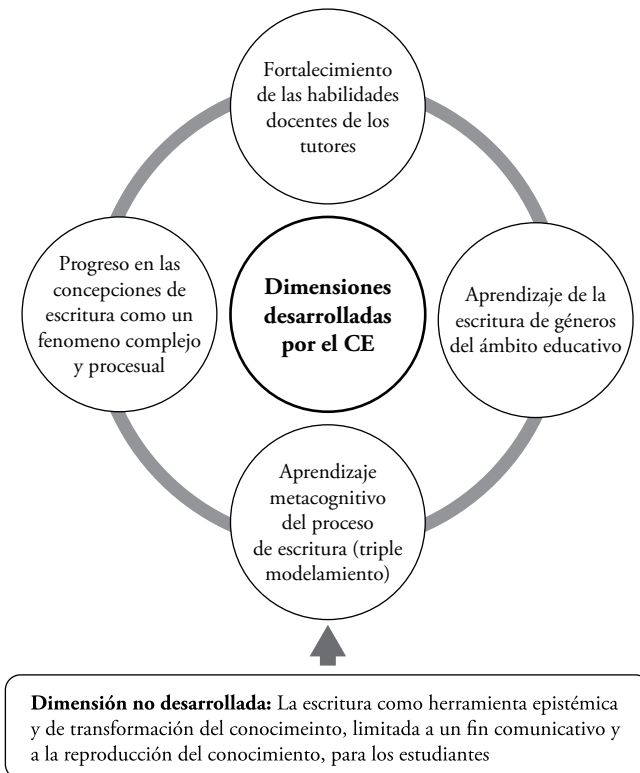 Fortalecimiento
de las habilidades
docentes de los
tutores
Progreso en las
concepciones de
escritura como un
fenomeno complejo
y procesual
Dimensiones
desarrolladas
por el CE
Aprendizaje de la
escritura de géneros
del ámbito educativo
Aprendizaje
metacognitivo
del proceso
de escritura (triple
modelamiento)
Dimensión no desarrollada: La escritura como herramienta epistémica
y de transformación del conocimeinto, limitada a un fin comunicativo y
a la reproducción del conocimiento, para los estudiantes